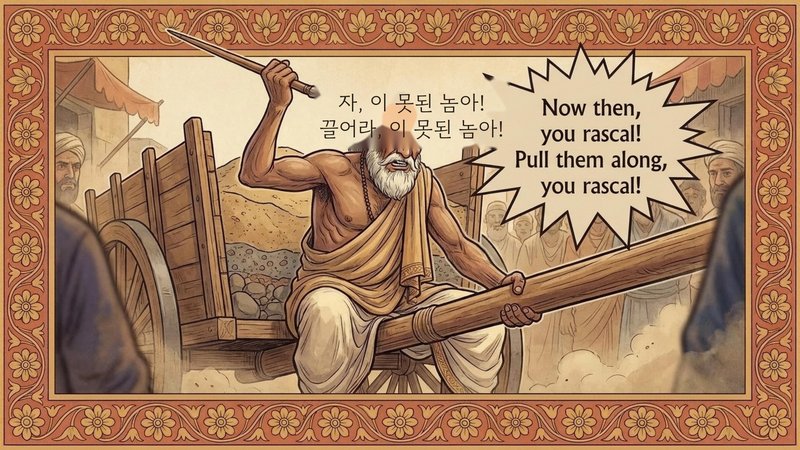 자, 이 못된 놈아!
끌어라, 이 못된 놈아!
Now then,
you rascal!
Pull them along,
you rascal!